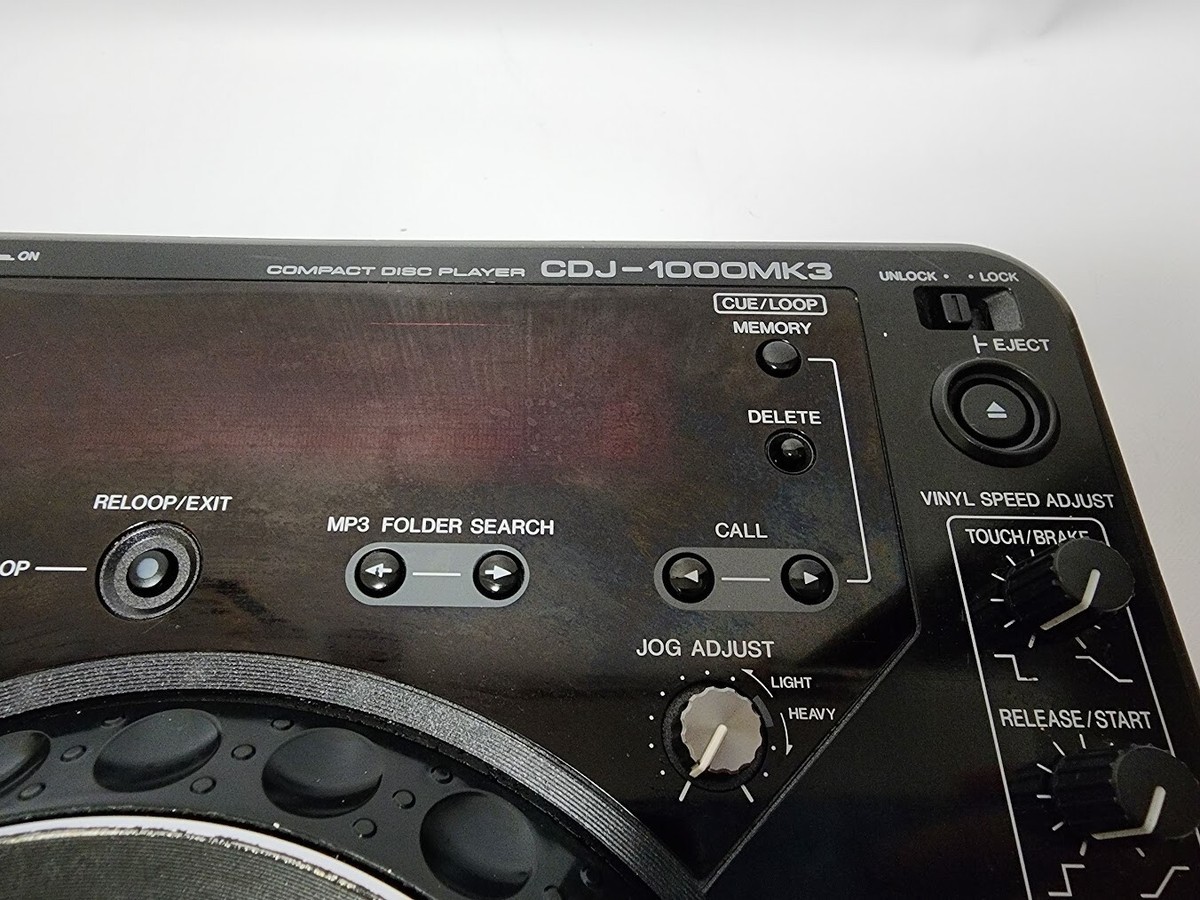 ON
COMPACT DISC PLAYER CDJ-1000MK3
UNLOCK • • LOCK
EJECT
CUE/LOOP
MEMORY
DELETE
VINYL SPEED ADJUST
TOUCH/BRAKE
RELOOP/EXIT
MP3 FOLDER SEARCH
CALL
OP
JOG ADJUST
LIGHT
HEAVY
RELEASE/START